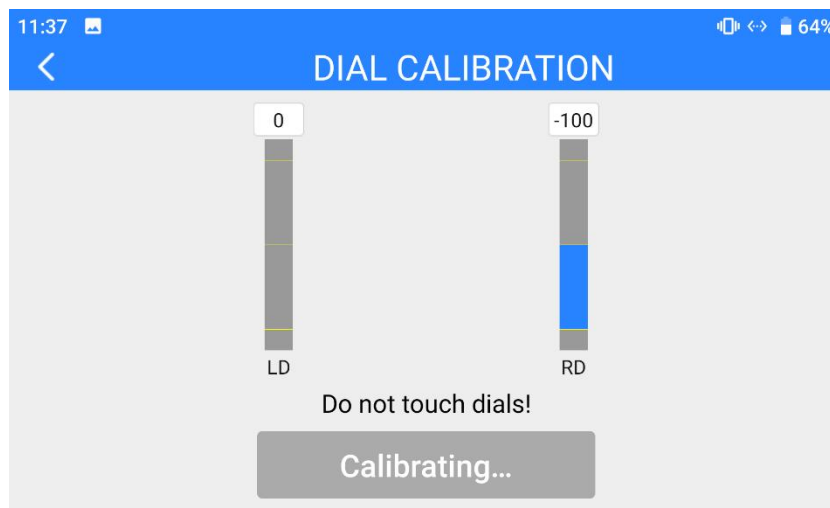 11:37 64%
DIAL CALIBRATION
0 -100
LD RD
Do not touch dials!
Calibrating...